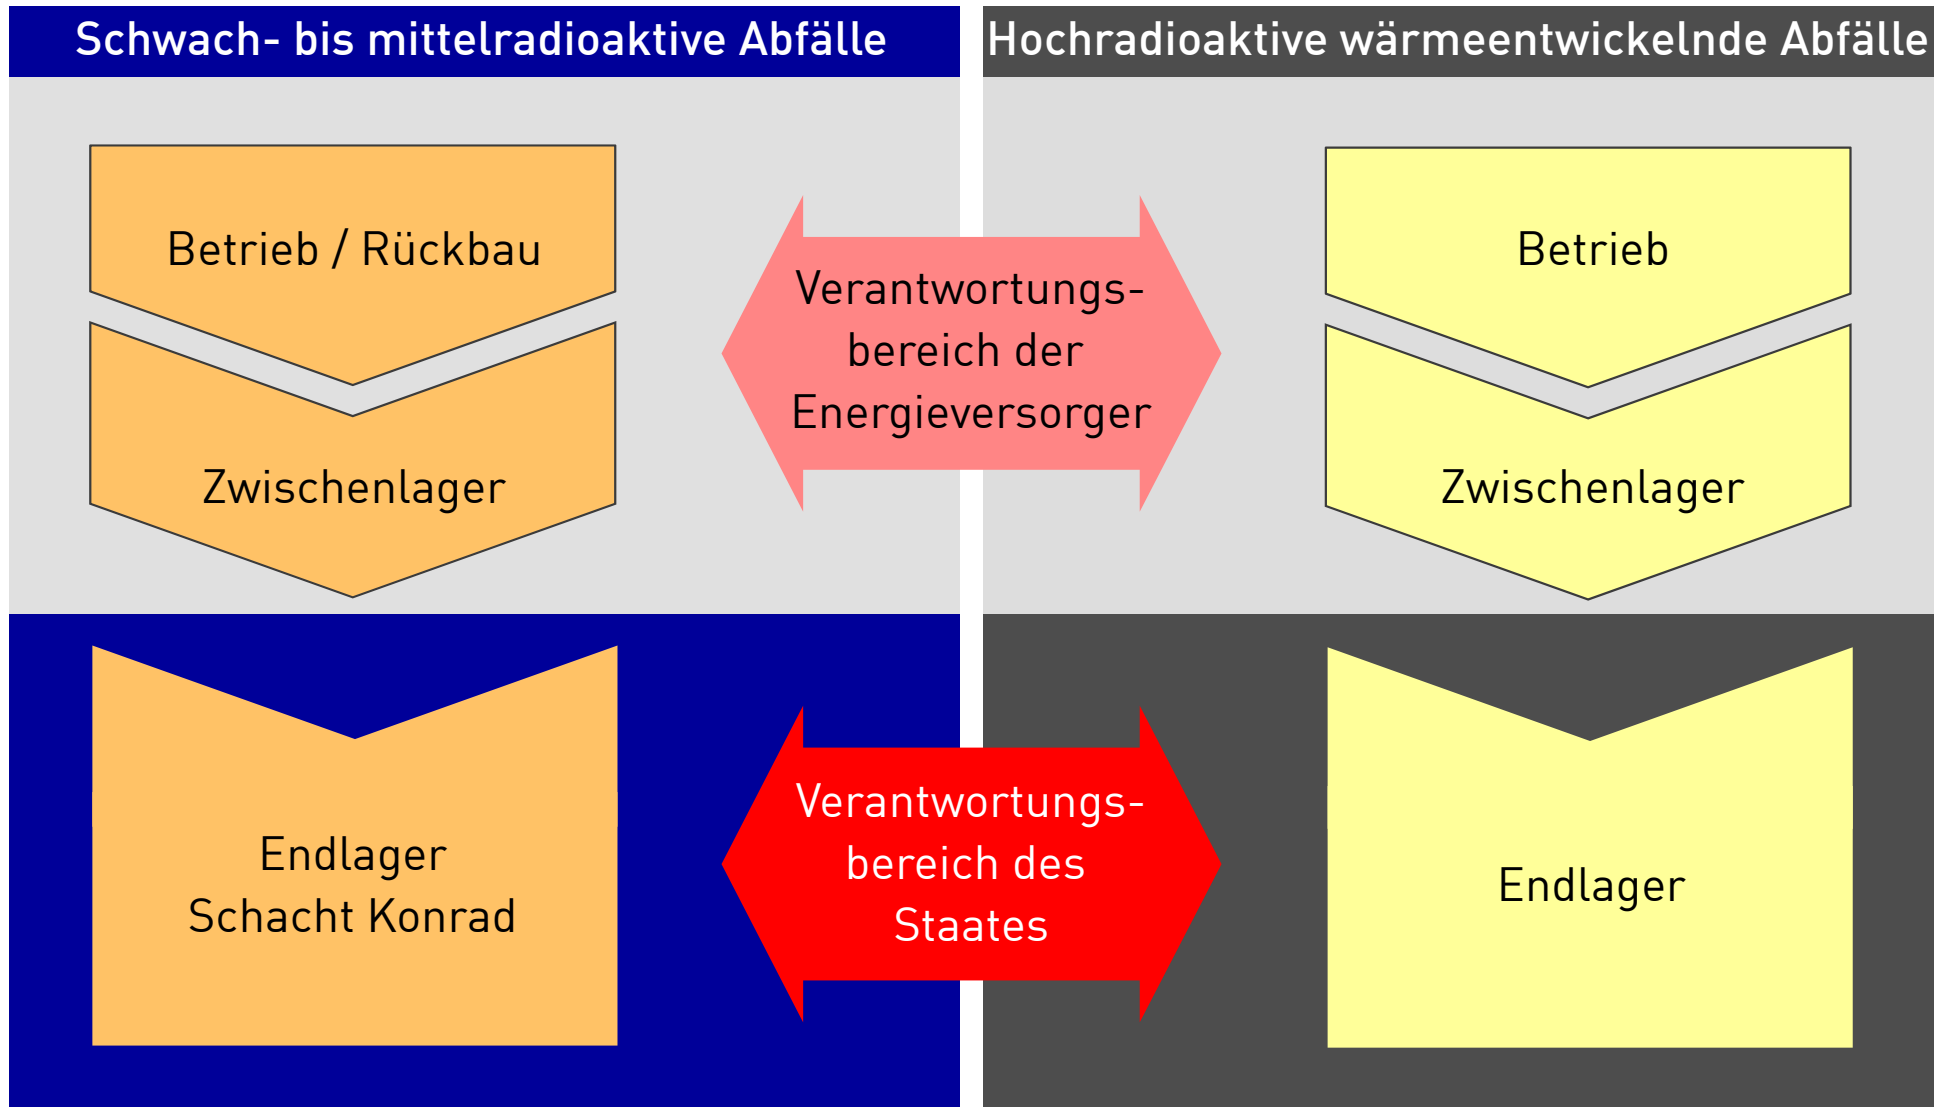 Schwach- bis mittelradioaktive Abfälle
Hochradioaktive wärmeentwickelnde Abfälle
Betrieb / Rückbau
Zwischenlager
Verantwortungs-
bereich der
Energieversorger
Betrieb
Zwischenlager
Endlager
Schacht Konrad
Verantwortungs-
bereich des
Staates
Endlager